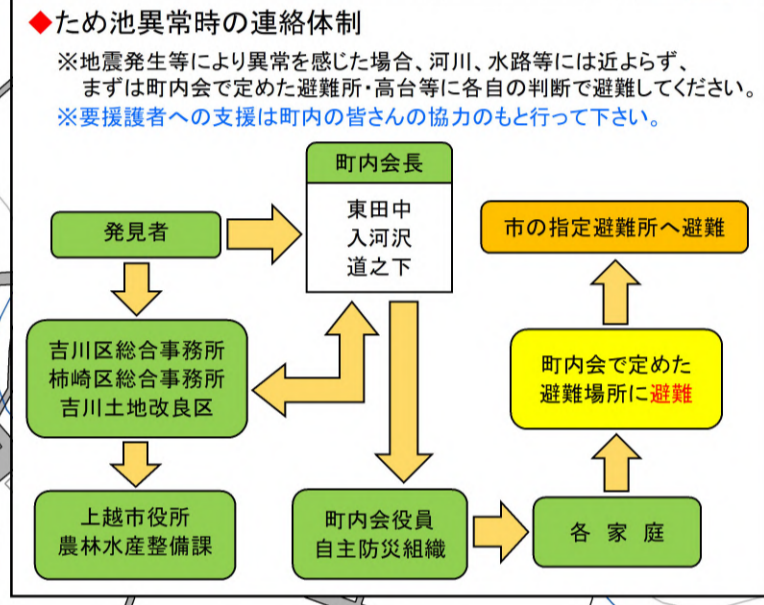 ◆ため池異常時の連絡体制
※地震発生等により異常を感じた場合、河川、水路等には近よらず、
まずは町内会で定めた避難所・高台等に各自の判断で避難してください。
※要援護者への支援は町内の皆さんの協力のもと行って下さい。
町内会長
東田中
入河沢
道之下
発見者
市の指定避難所へ避難
吉川区総合事務所
柿崎区総合事務所
吉川土地改良区
町内会で定めた
避難場所に避難
上越市役所
農林水産整備課
町内会役員
自主防災組織
各 家 庭